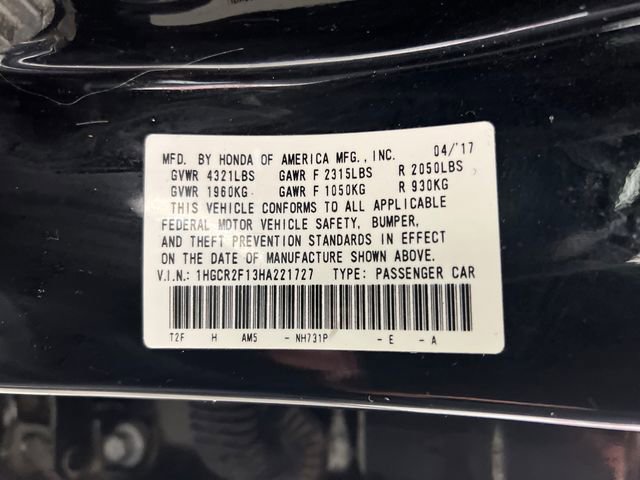 MFD. BY HONDA OF AMERICA MFG., INC. 04/'17
GVWR 4321LBS GAWR F 2315LBS R 2050LBS
GVWR 1960KG GAWR F 1050KG R 930KG
THIS VEHICLE CONFORMS TO ALL APPLICABLE
FEDERAL MOTOR VEHICLE SAFETY, BUMPER,
AND THEFT PREVENTION STANDARDS IN EFFECT
ON THE DATE OF MANUFACTURE SHOWN ABOVE.
V.I.N.: 1HGCR2F13HA221727 TYPE: PASSENGER CAR
T2F H AM5 - NH731P - E - A